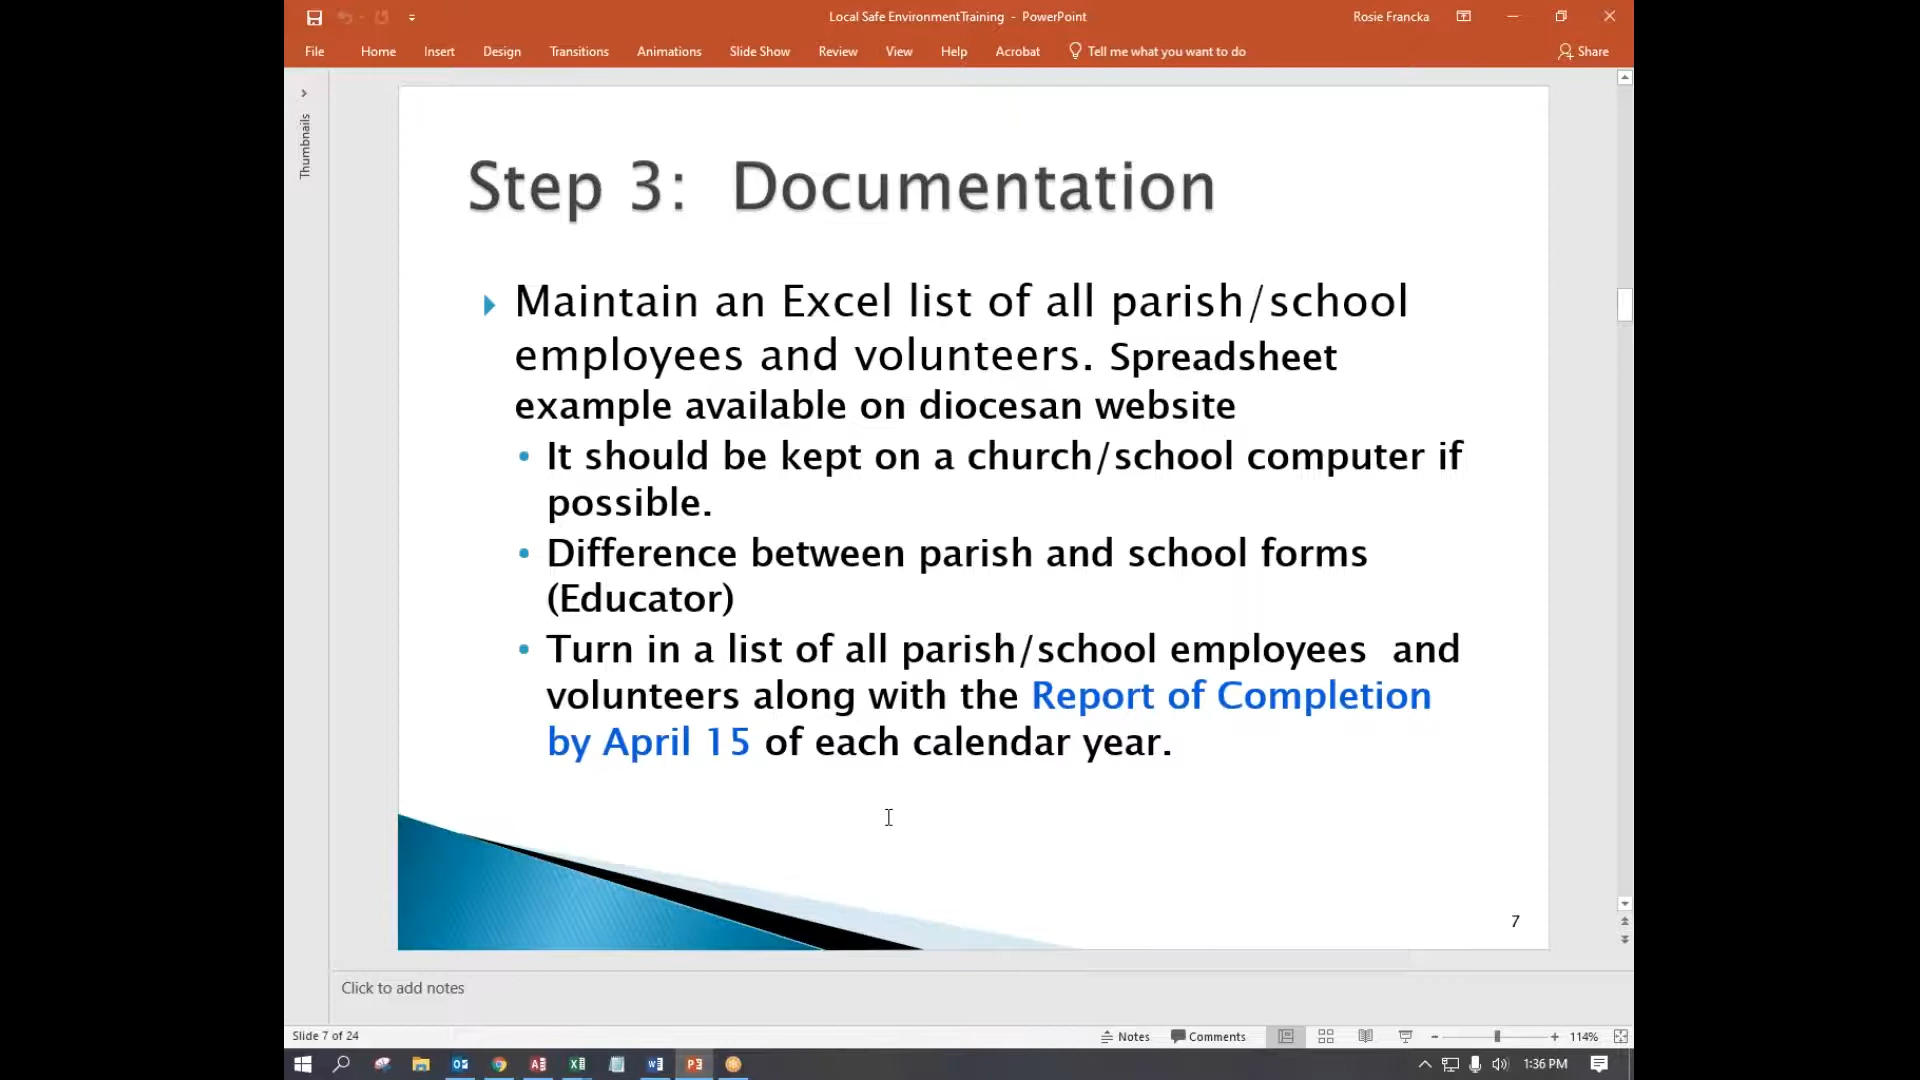 Local Safe EnvironmentTraining - PowerPoint
Rosie Francka
File Home Insert Design Transitions Animations Slide Show Review View Help Acrobat Tell me what you want to do Share
Thumbnails
Step 3: Documentation
Maintain an Excel list of all parish/school
employees and volunteers. Spreadsheet
example available on diocesan website
• It should be kept on a church/school computer if
possible.
• Difference between parish and school forms
(Educator)
• Turn in a list of all parish/school employees and
volunteers along with the Report of Completion
by April 15 of each calendar year.
7
Click to add notes
Slide 7 of 24
Notes Comments 114%
1:36 PM